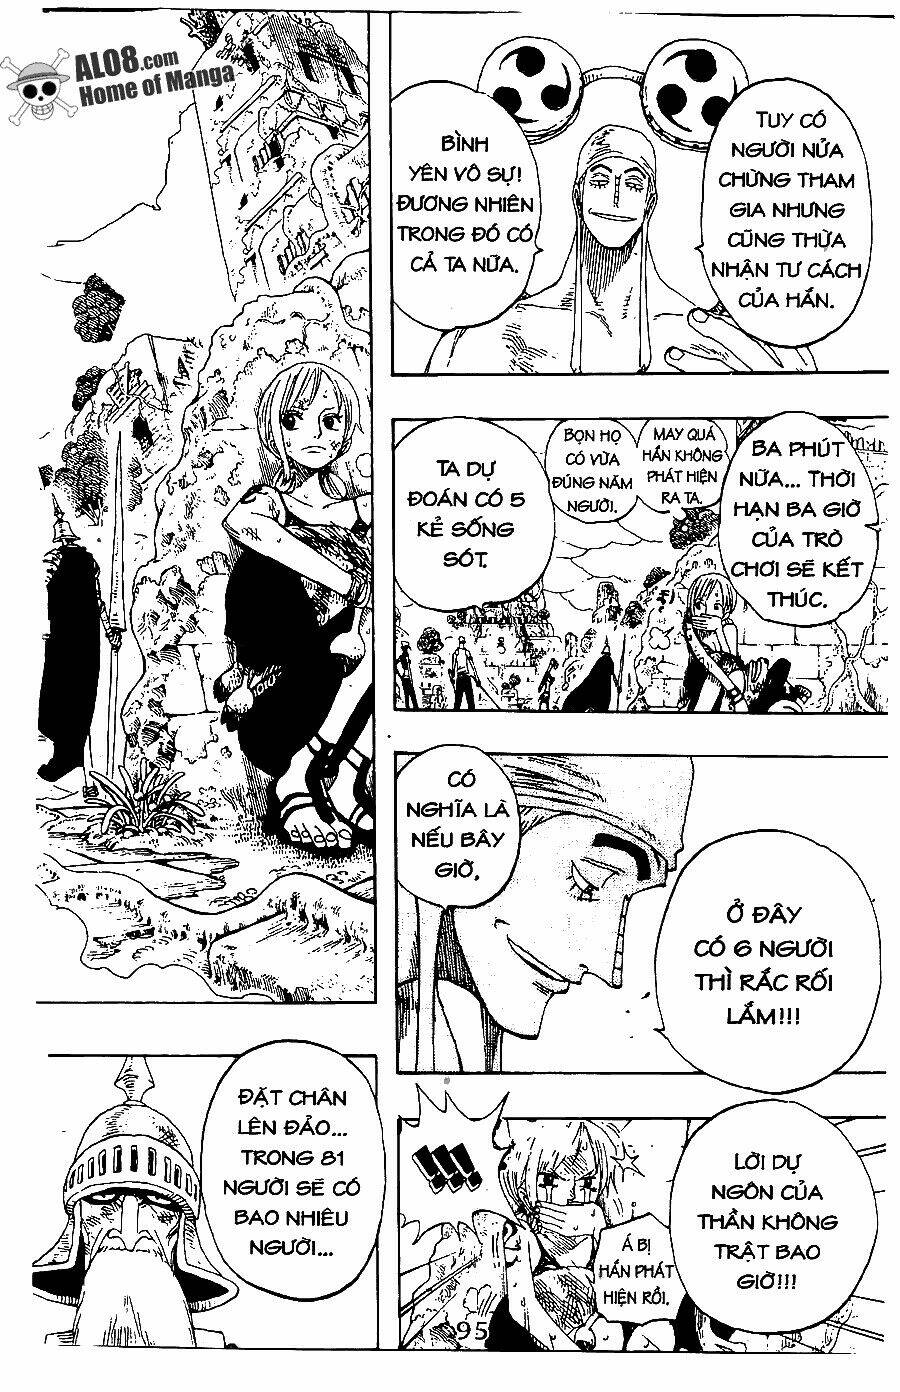 AL08.com
Home of Manga
TUY CÓ
NGƯỜI NỬA
CHỪNG THAM
GIA NHƯNG
CŨNG THỪA
NHẬN TƯ CÁCH
CỦA HẮN.
BÌNH
YÊN VÔ SỰ!
ĐƯƠNG NHIÊN
TRONG ĐÓ CÓ
CẢ TA NỮA.
BA PHÚT
NỮA... THỜI
HẠN BA GIỜ
CỦA TRÒ
CHƠI SẼ KẾT
THÚC.
MAY QUÁ
HẮN KHÔNG
PHÁT HIỆN
RA TA.
BỌN HỌ
CÓ VỪA
ĐÚNG NĂM
NGƯỜI.
TA DỰ
ĐOÁN CÓ 5
KẺ SỐNG
SÓT.
CÓ
NGHĨA LÀ
NẾU BÂY
GIỜ.
Ở ĐÂY
CÓ 6 NGƯỜI
THÌ RẮC RỐI
LẮM!!!
LỜI DỰ
NGÔN CỦA
THẦN KHÔNG
TRẬT BAO
GIỜ!!!
!!!
Á BỊ
HẮN PHÁT
HIỆN RỒI.
ĐẶT CHÂN
LÊN ĐẢO...
TRONG 81
NGƯỜI SẼ CÓ
BAO NHIÊU
NGƯỜI...
95